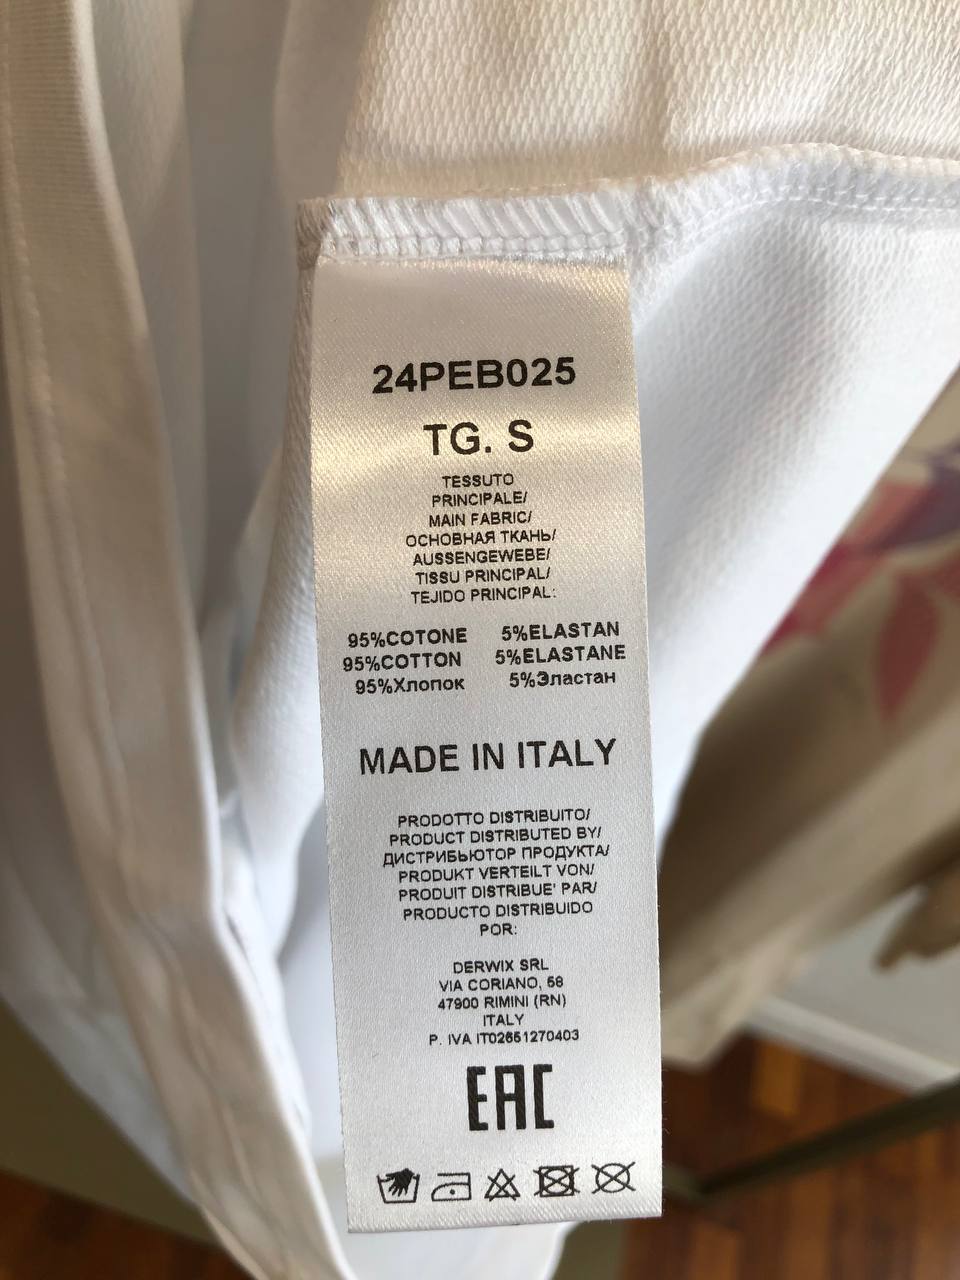 24PEB025
TG. S
TESSUTO
PRINCIPALE/
MAIN FABRIC/
ОСНОВНАЯ ТКАНЬ/
AUSSENGEWEBE/
TISSU PRINCIPAL/
TEJIDO PRINCIPAL:
95%COTONE 5%ELASTAN
95%COTTON 5%ELASTANE
95%Хлопок 5%Эластан
MADE IN ITALY
PRODOTTO DISTRIBUITO/
PRODUCT DISTRIBUTED BY/
ДИСТРИБЬЮТОР ПРОДУКТА/
PRODUKT VERTEILT VON/
PRODUIT DISTRIBUE' PAR/
PRODUCTO DISTRIBUIDO
POR:
DERWIX SRL
VIA CORIANO, 58
47900 RIMINI (RN)
ITALY
P. IVA IT02651270403
EAC